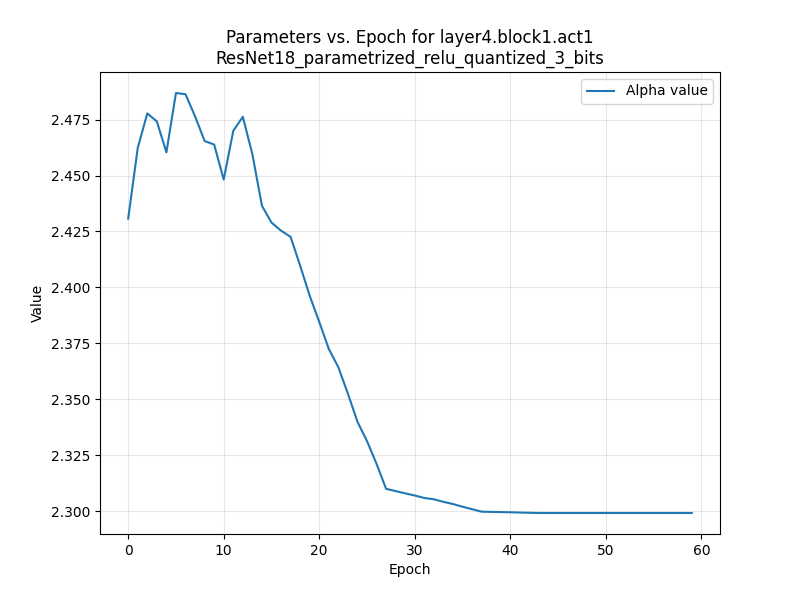 Parameters vs. Epoch for layer4.block1.act1
ResNet18_parametrized_relu_quantized_3_bits
Alpha value
2.475
2.450
2.425
2.400
2.375
2.350
2.325
2.300
Value
0 10 20 30 40 50 60
Epoch